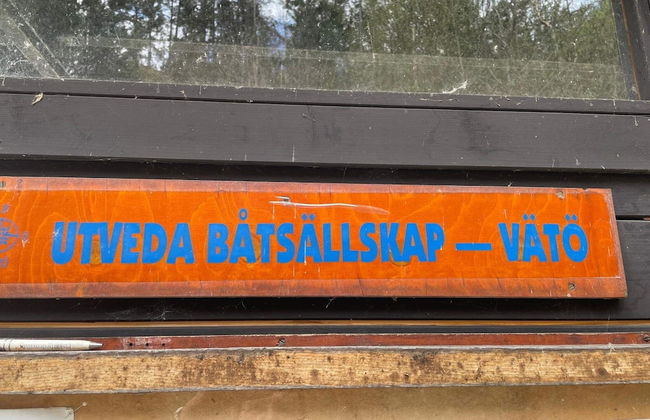 UTVEDA BÅTSÄLLSKAP — VÄTÖ